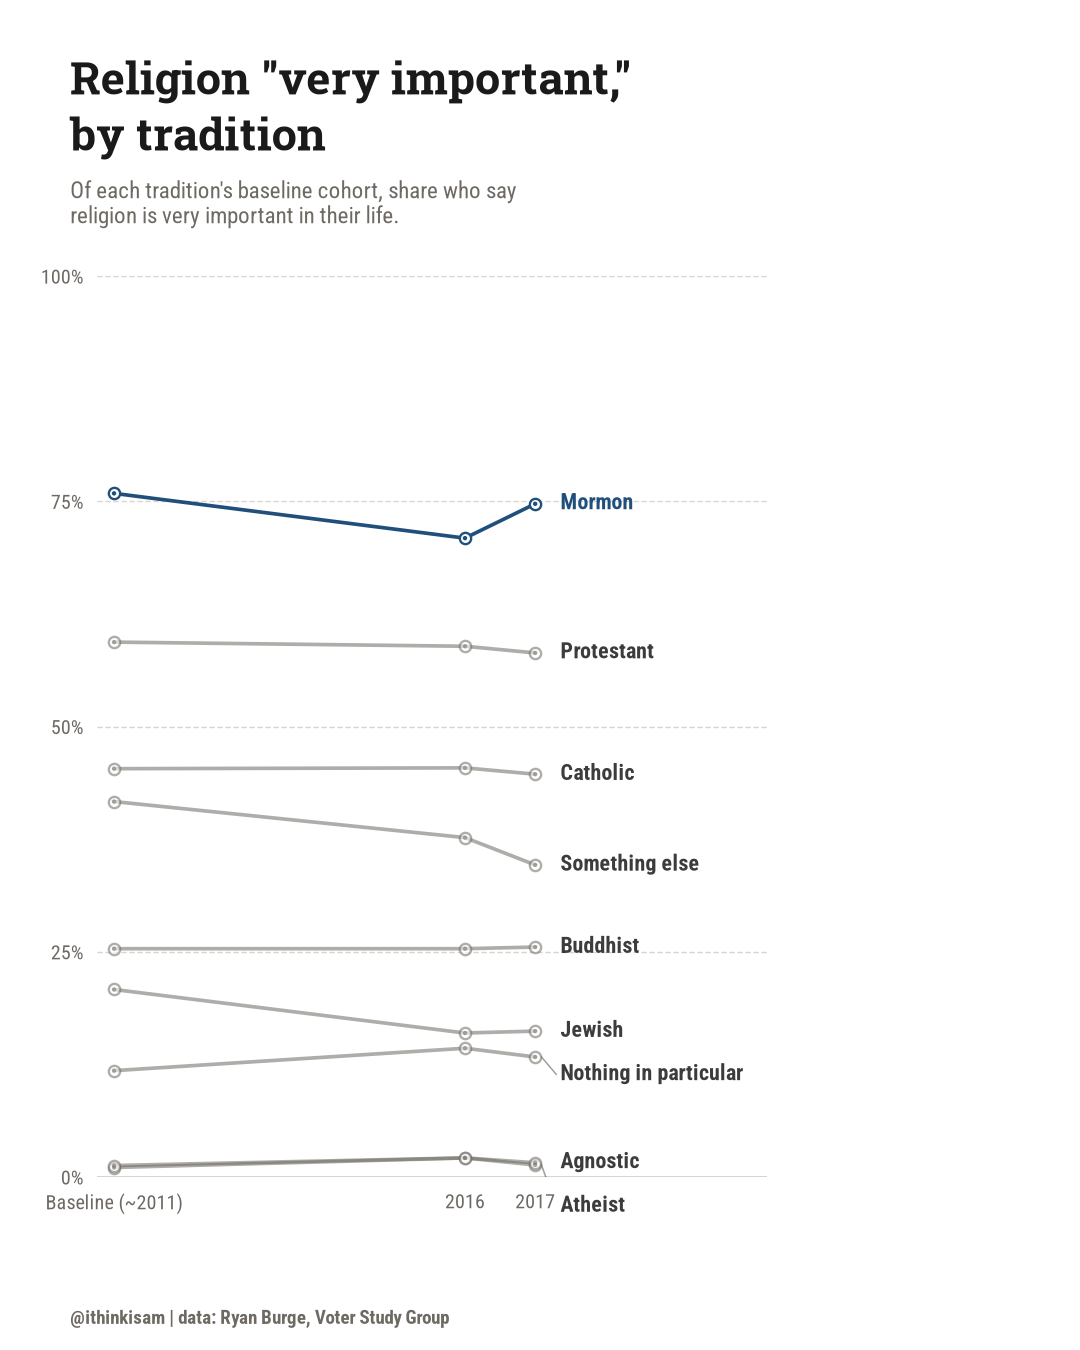 Religion "very important,"
by tradition
Of each tradition's baseline cohort, share who say
religion is very important in their life.
100%
75%
Mormon
Protestant
50%
Catholic
Something else
Buddhist
25%
Jewish
Nothing in particular
Agnostic
0%
Baseline (~2011)
2016
2017
Atheist
@ithinkisam | data: Ryan Burge, Voter Study Group